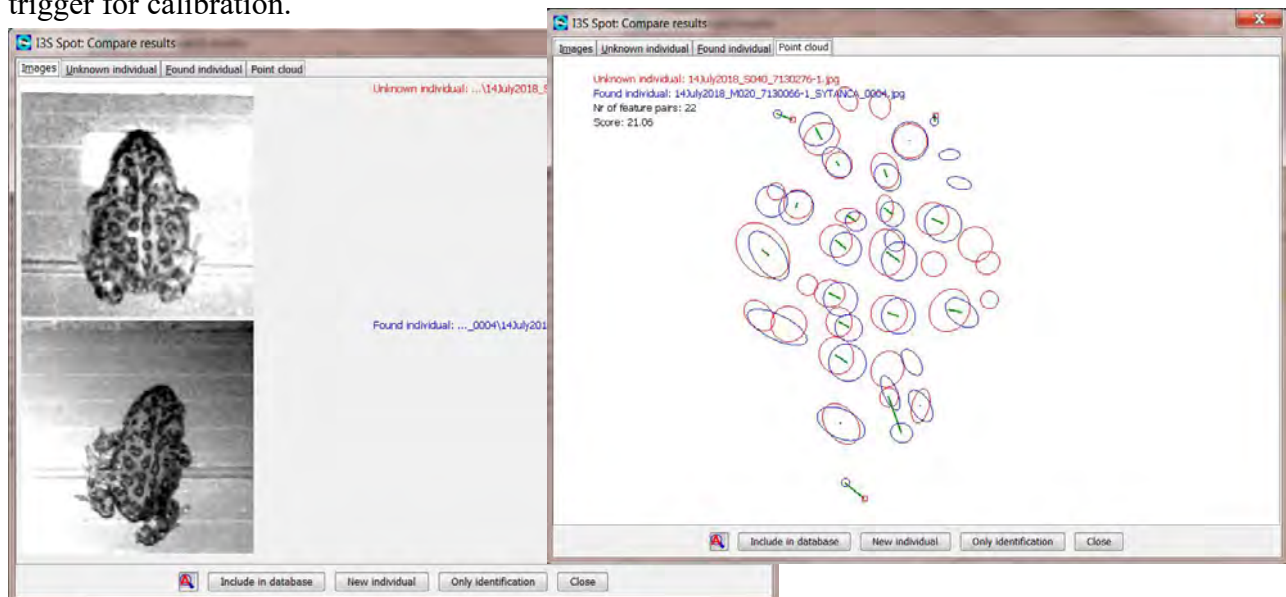 trigger for calibration.
I3S Spot: Compare results
Images Unknown individual Found individual Point cloud
Unknown individual: ...\14July2018_S
Found individual: ..._0004\14July201
Include in database New individual Only identification Close
I3S Spot: Compare results
Images Unknown individual Found individual Point cloud
Unknown individual: 14July2018_S040_7130276-1.jpg
Found individual: 14July2018_M020_7130066-1_SYTANCA_0004.jpg
Nr of feature pairs: 22
Score: 21.06
Include in database New individual Only identification Close